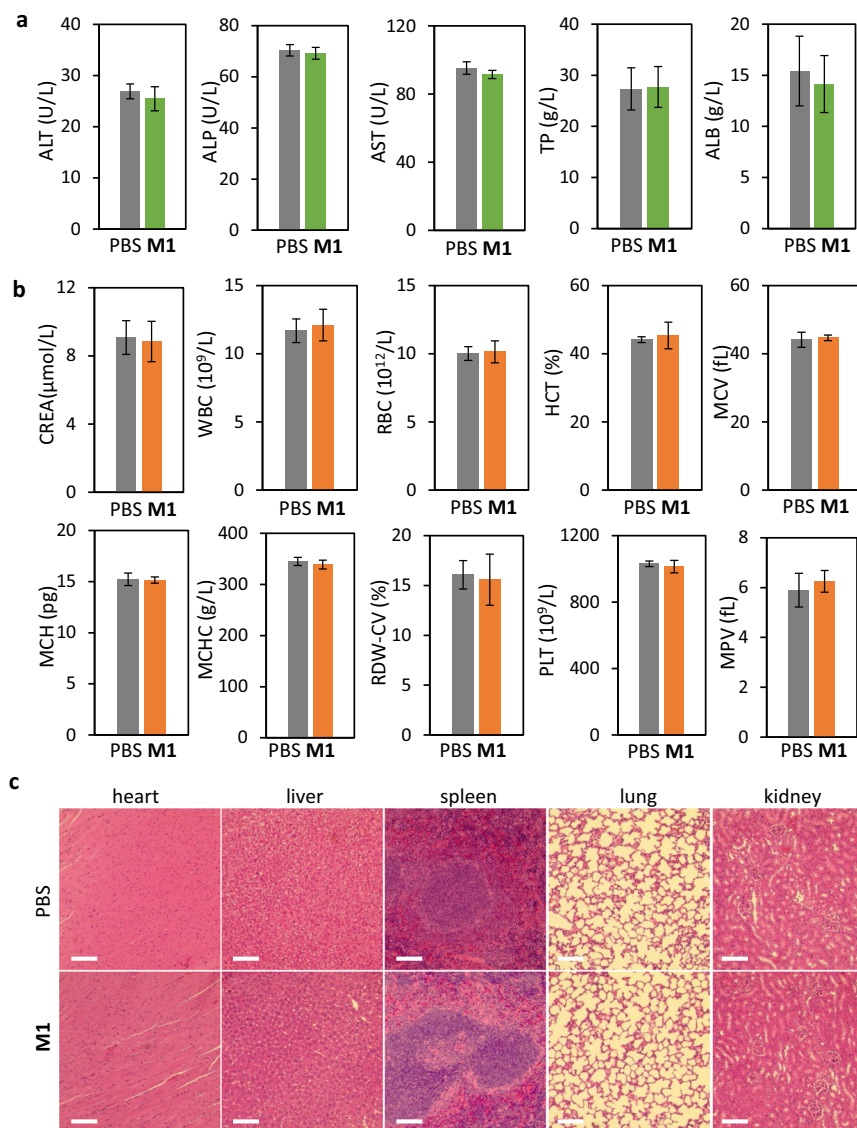 a
ALT (U/L)
40
30
20
10
0
PBS M1
ALP (U/L)
80
60
40
20
0
PBS M1
AST (U/L)
120
80
40
0
PBS M1
TP (g/L)
40
30
20
10
0
PBS M1
ALB (g/L)
20
15
10
5
0
PBS M1
b
CREA(μmol/L)
12
9
6
3
0
PBS M1
WBC (10⁹/L)
15
10
5
0
PBS M1
RBC (10¹²/L)
15
10
5
0
PBS M1
HCT (%)
60
40
20
0
PBS M1
MCV (fL)
60
40
20
0
PBS M1
MCH (pg)
20
15
10
5
0
PBS M1
MCHC (g/L)
400
300
200
100
0
PBS M1
RDW-CV (%)
20
15
10
5
0
PBS M1
PLT (10⁹/L)
1200
800
400
0
PBS M1
MPV (fL)
8
6
4
2
0
PBS M1
c
heart liver spleen lung kidney
PBS
M1